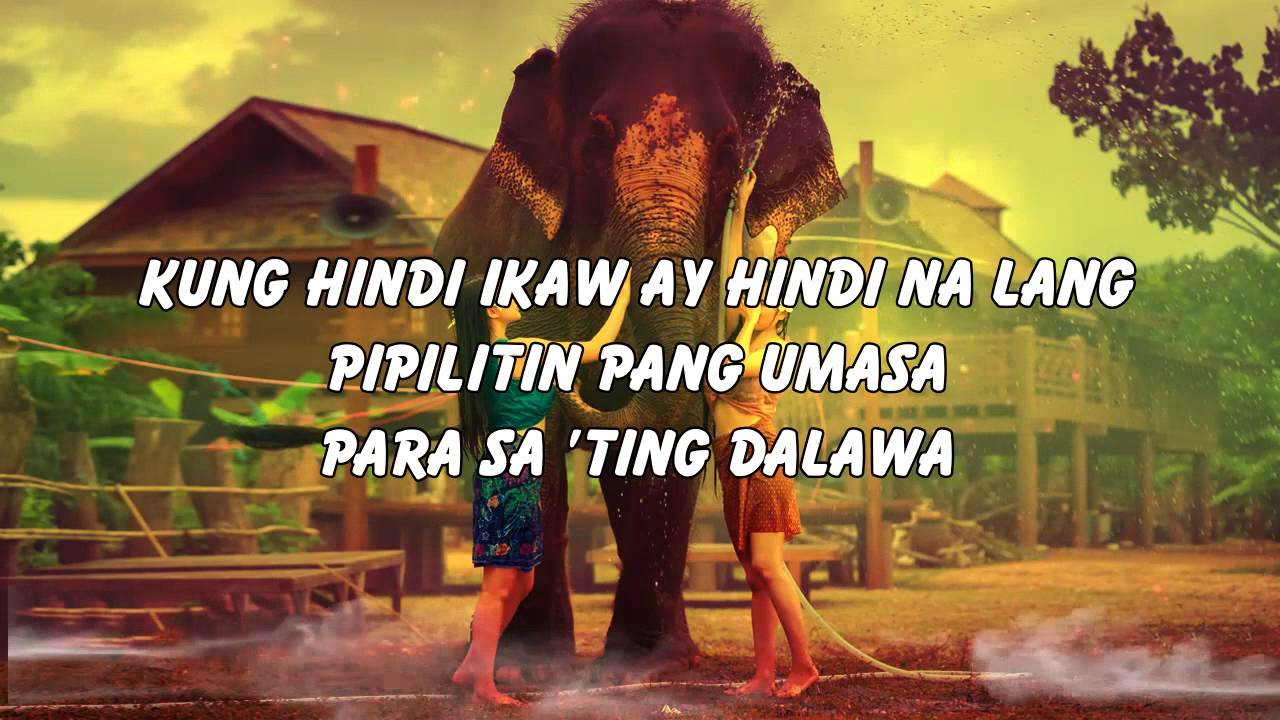 KUNG HINDI IKAW AY HINDI NA LANG
PIPILITIN PANG UMASA
PARA SA 'TING DALAWA